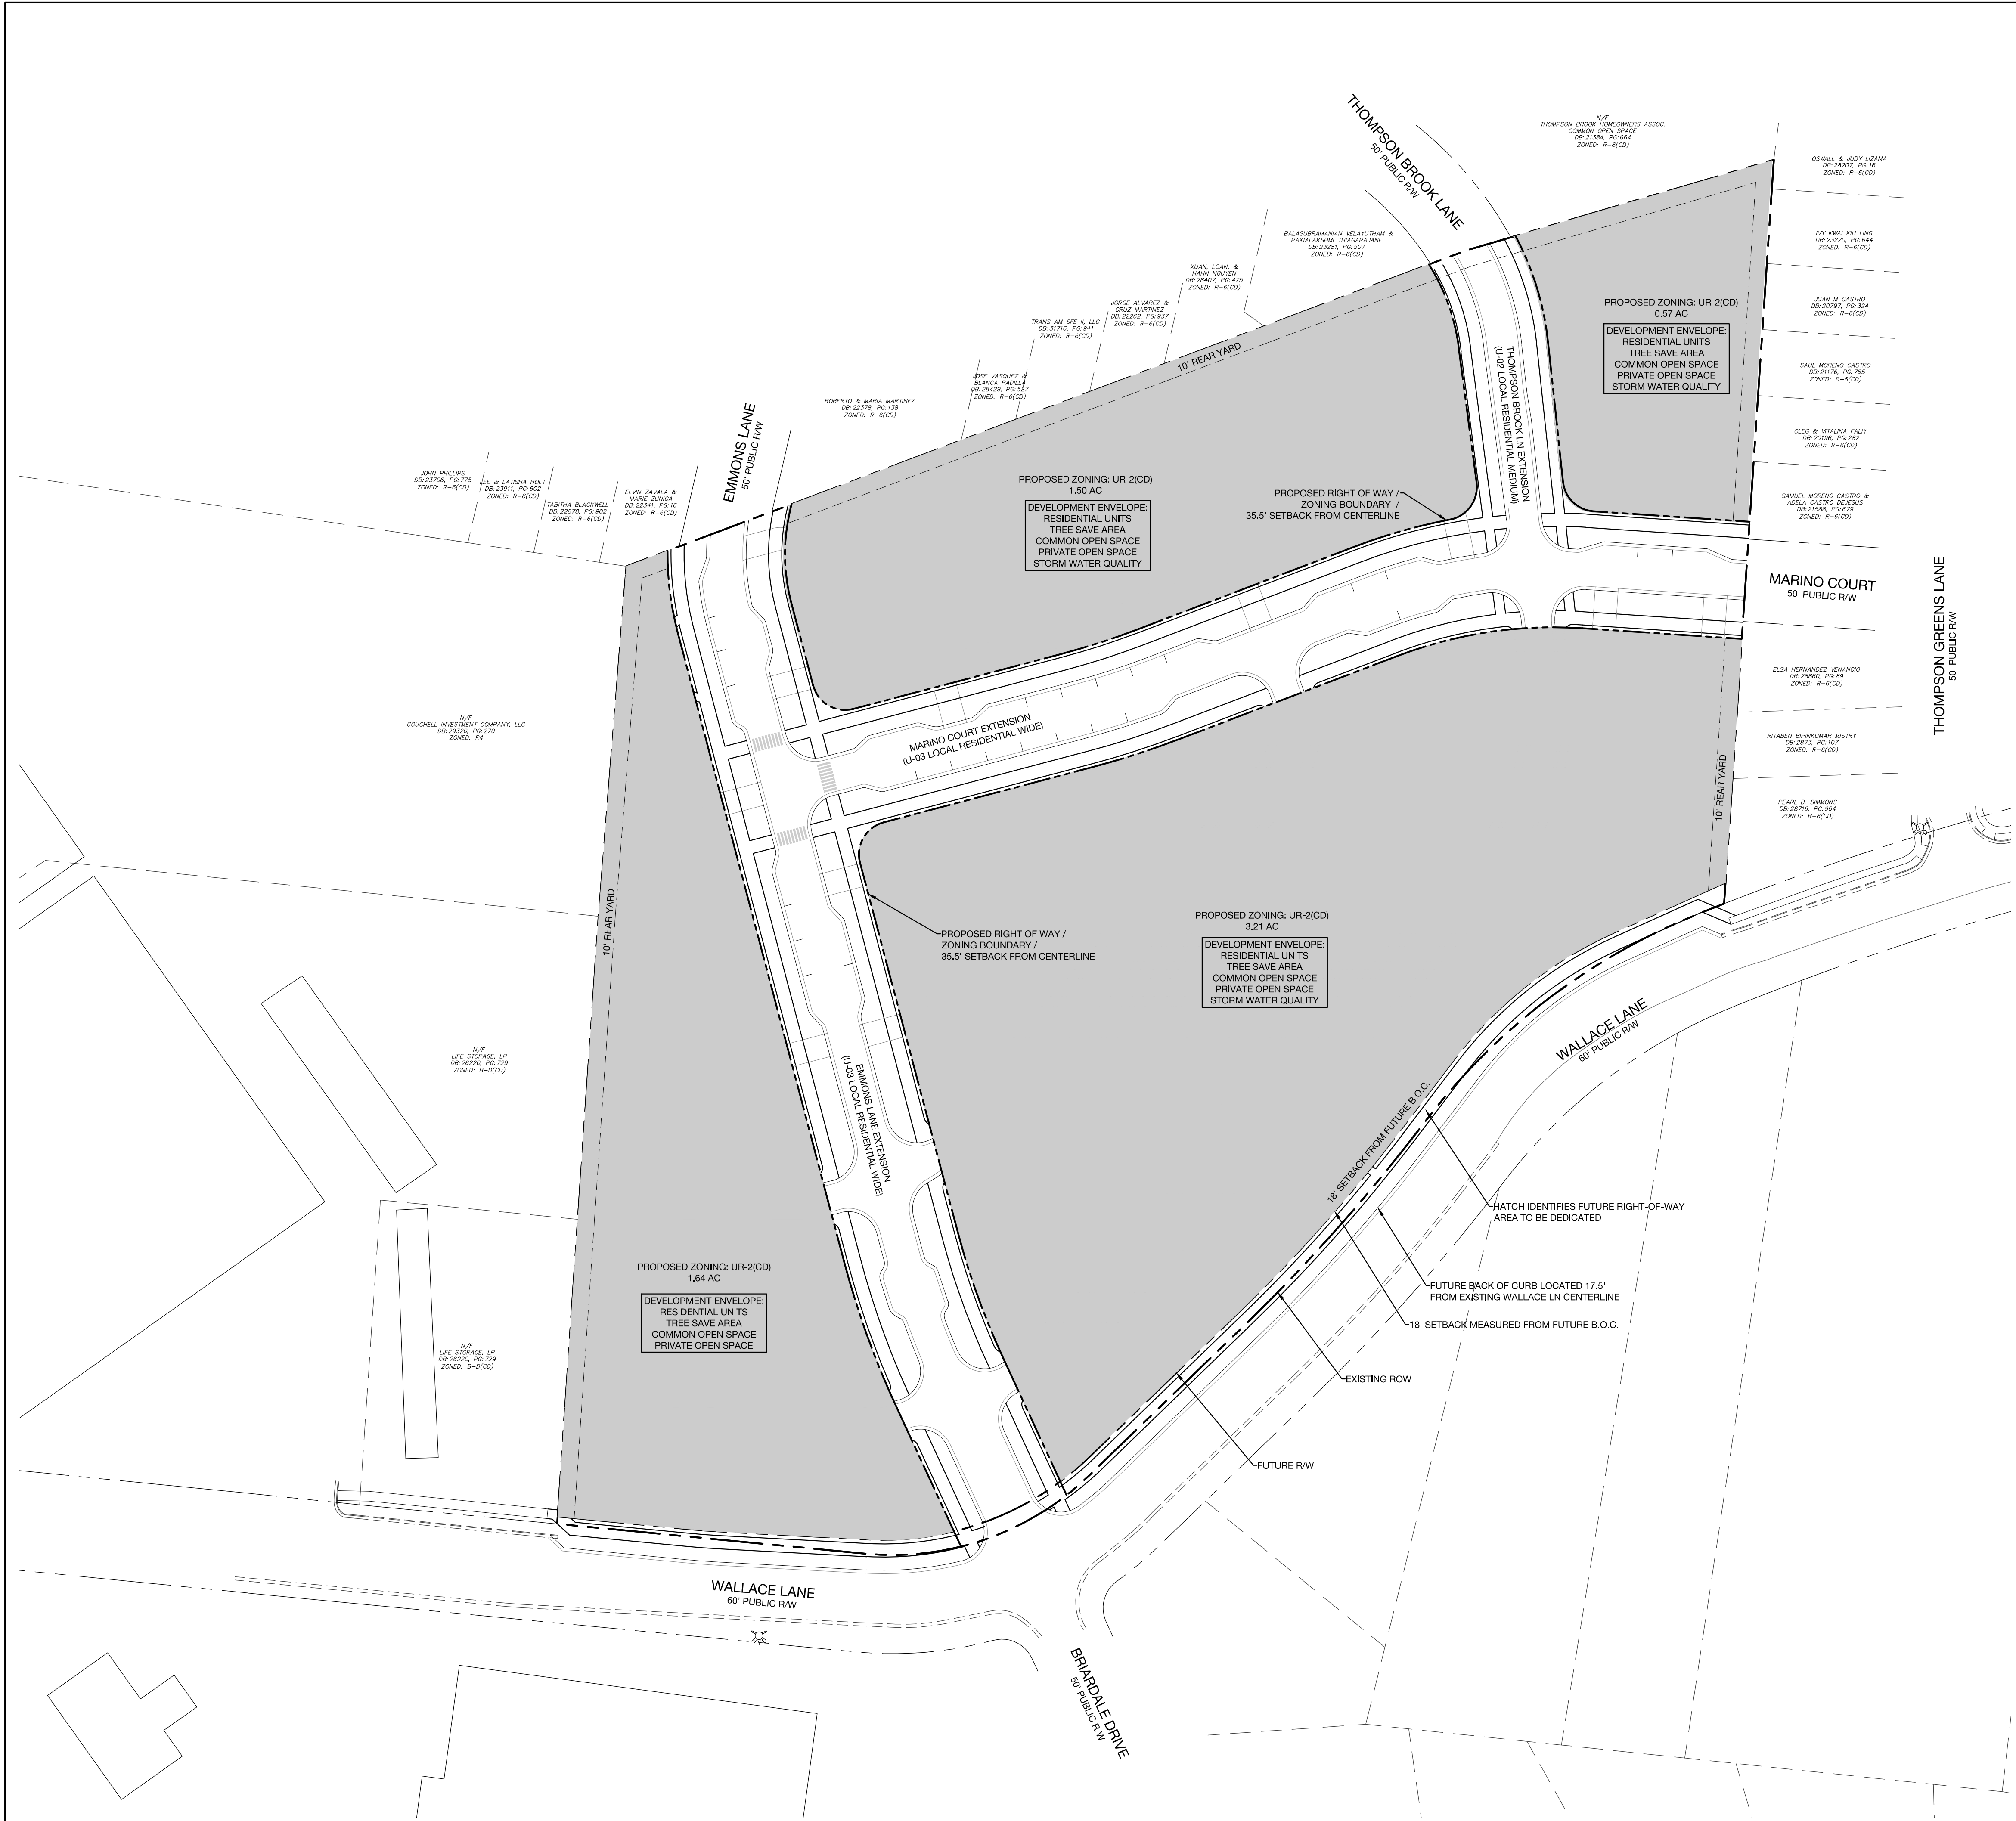 THOMPSON BROOK LANE
50' PUBLIC R/W
N/F
THOMPSON BROOK HOMEOWNERS ASSOC.
COMMON OPEN SPACE
DB: 21384, PG: 664
ZONED: R-6(CD)
OSWALL & JUDY LIZAMA
DB: 28207, PG: 16
ZONED: R-6(CD)
IVY KWAI KIU LING
DB: 23220, PG: 644
ZONED: R-6(CD)
JUAN M CASTRO
DB: 20797, PG: 324
ZONED: R-6(CD)
SAUL MORENO CASTRO
DB: 21176, PG: 765
ZONED: R-6(CD)
OLEG & VITALINA FALIY
DB: 20196, PG: 282
ZONED: R-6(CD)
SAMUEL MORENO CASTRO &
ADELA CASTRO DEJESUS
DB: 21588, PG: 679
ZONED: R-6(CD)
BALASUBRAMANIAN VELAYUTHAM &
PAKIALAKSHMI THIAGARAJANE
DB: 23281, PG: 507
ZONED: R-6(CD)
XUAN, LOAN, &
HAHN NGUYEN
DB: 28407, PG: 475
ZONED: R-6(CD)
JORGE ALVAREZ &
CRUZ MARTINEZ
DB: 22262, PG: 937
ZONED: R-6(CD)
TRANS AM SFE II, LLC
DB: 31716, PG: 941
ZONED: R-6(CD)
JOSE VASQUEZ &
BLANCA PADILLA
DB: 28429, PG: 527
ZONED: R-6(CD)
ROBERTO & MARIA MARTINEZ
DB: 22378, PG: 138
ZONED: R-6(CD)
EMMONS LANE
50' PUBLIC R/W
ELVIN ZAVALA &
MARIE ZUNIGA
DB: 22341, PG: 16
ZONED: R-6(CD)
TABITHA BLACKWELL
DB: 22878, PG: 902
ZONED: R-6(CD)
LEE & LATISHA HOLT
DB: 23911, PG: 602
ZONED: R-6(CD)
JOHN PHILLIPS
DB: 23706, PG: 775
ZONED: R-6(CD)
10' REAR YARD
PROPOSED ZONING: UR-2(CD)
0.57 AC
DEVELOPMENT ENVELOPE:
RESIDENTIAL UNITS
TREE SAVE AREA
COMMON OPEN SPACE
PRIVATE OPEN SPACE
STORM WATER QUALITY
THOMPSON BROOK LN EXTENSION
(U-02 LOCAL RESIDENTIAL MEDIUM)
PROPOSED ZONING: UR-2(CD)
1.50 AC
DEVELOPMENT ENVELOPE:
RESIDENTIAL UNITS
TREE SAVE AREA
COMMON OPEN SPACE
PRIVATE OPEN SPACE
STORM WATER QUALITY
PROPOSED RIGHT OF WAY /
ZONING BOUNDARY /
35.5' SETBACK FROM CENTERLINE
MARINO COURT
50' PUBLIC R/W
THOMPSON GREENS LANE
50' PUBLIC R/W
ELSA HERNANDEZ VENANCIO
DB: 28860, PG: 89
ZONED: R-6(CD)
RITABEN BIPINKUMAR MISTRY
DB: 2873, PG: 107
ZONED: R-6(CD)
PEARL B. SIMMONS
DB: 28719, PG: 964
ZONED: R-6(CD)
10' REAR YARD
MARINO COURT EXTENSION
(U-03 LOCAL RESIDENTIAL WIDE)
N/F
COUCHELL INVESTMENT COMPANY, LLC
DB: 29320, PG: 270
ZONED: R4
10' REAR YARD
PROPOSED RIGHT OF WAY /
ZONING BOUNDARY /
35.5' SETBACK FROM CENTERLINE
PROPOSED ZONING: UR-2(CD)
3.21 AC
DEVELOPMENT ENVELOPE:
RESIDENTIAL UNITS
TREE SAVE AREA
COMMON OPEN SPACE
PRIVATE OPEN SPACE
STORM WATER QUALITY
WALLACE LANE
60' PUBLIC R/W
N/F
LIFE STORAGE, LP
DB: 26220, PG: 729
ZONED: B-D(CD)
EMMONS LANE EXTENSION
(U-03 LOCAL RESIDENTIAL WIDE)
18' SETBACK FROM FUTURE B.O.C.
HATCH IDENTIFIES FUTURE RIGHT-OF-WAY
AREA TO BE DEDICATED
FUTURE BACK OF CURB LOCATED 17.5'
FROM EXISTING WALLACE LN CENTERLINE
18' SETBACK MEASURED FROM FUTURE B.O.C.
EXISTING ROW
FUTURE R/W
PROPOSED ZONING: UR-2(CD)
1.64 AC
DEVELOPMENT ENVELOPE:
RESIDENTIAL UNITS
TREE SAVE AREA
COMMON OPEN SPACE
PRIVATE OPEN SPACE
N/F
LIFE STORAGE, LP
DB: 26220, PG: 729
ZONED: B-D(CD)
WALLACE LANE
60' PUBLIC R/W
BRIARDALE DRIVE
50' PUBLIC R/W